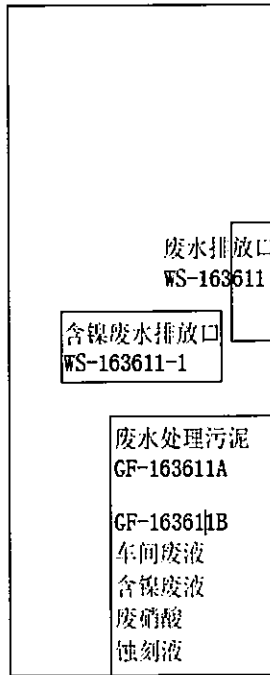 废水排放口
WS-163611
含镍废水排放口
WS-163611-1
废水处理污泥
GF-163611A
GF-163611B
车间废液
含镍废液
废硝酸
蚀刻液